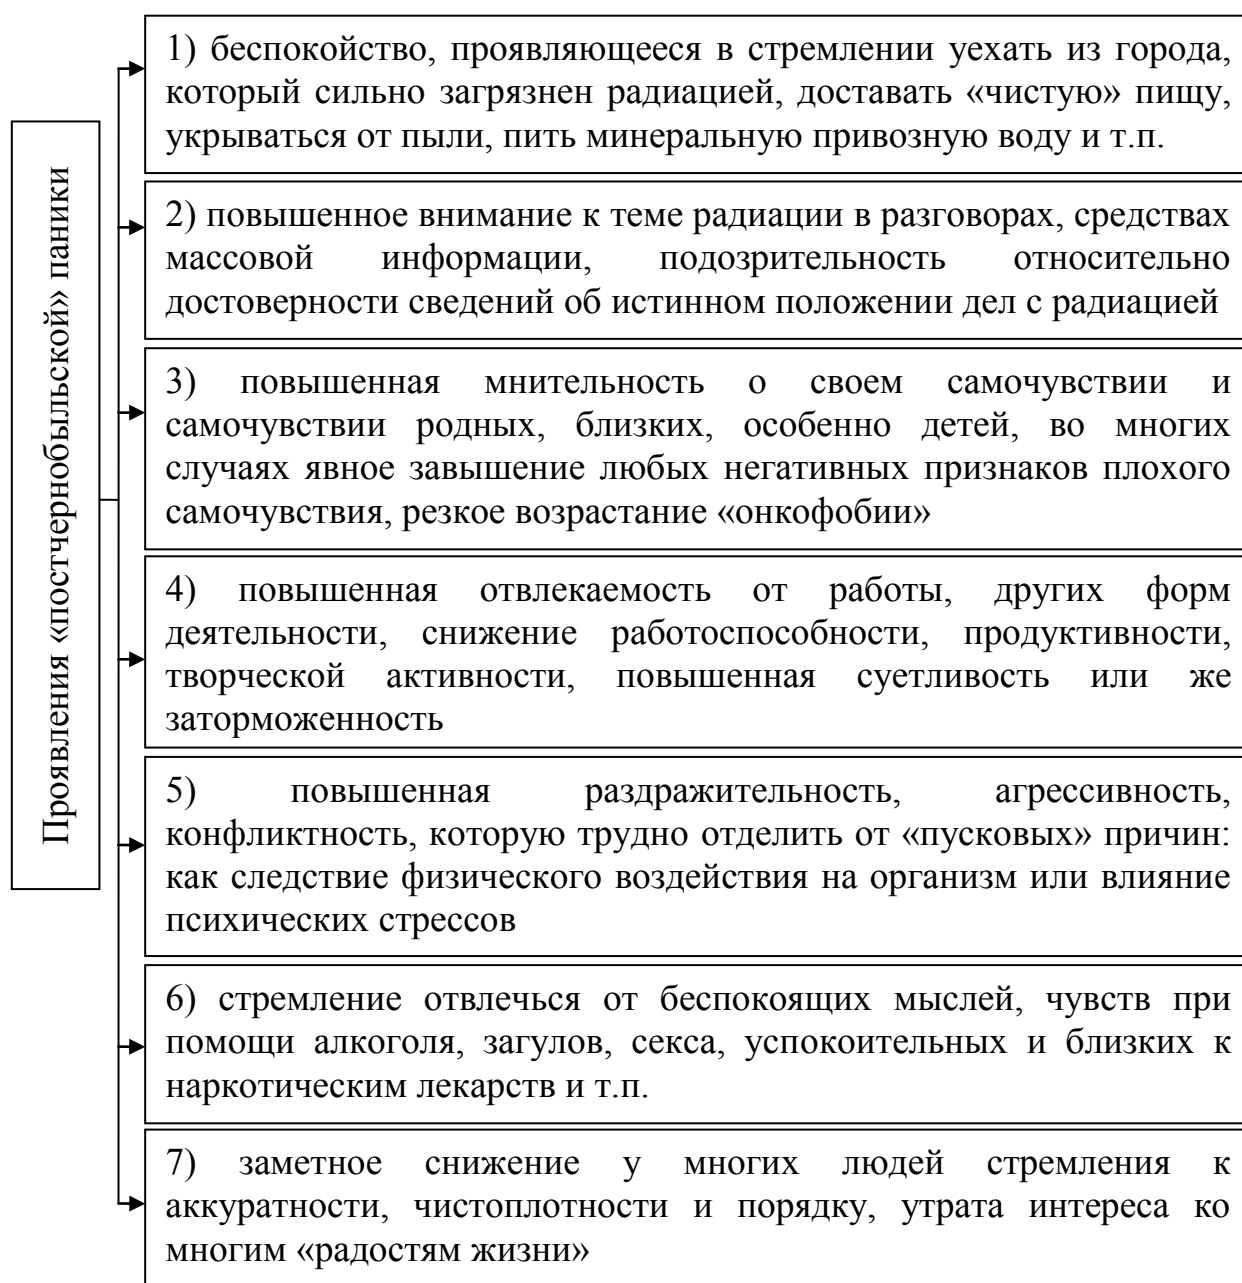 Проявления «постчернобыльской» паники
1) беспокойство, проявляющееся в стремлении уехать из города,
который сильно загрязнен радиацией, доставать «чистую» пищу,
укрываться от пыли, пить минеральную привозную воду и т.п.
2) повышенное внимание к теме радиации в разговорах, средствах
массовой информации, подозрительность относительно
достоверности сведений об истинном положении дел с радиацией
3) повышенная мнительность о своем самочувствии и
самочувствии родных, близких, особенно детей, во многих
случаях явное завышение любых негативных признаков плохого
самочувствия, резкое возрастание «онкофобии»
4) повышенная отвлекаемость от работы, других форм
деятельности, снижение работоспособности, продуктивности,
творческой активности, повышенная суетливость или же
заторможенность
5) повышенная раздражительность, агрессивность,
конфликтность, которую трудно отделить от «пусковых» причин:
как следствие физического воздействия на организм или влияние
психических стрессов
6) стремление отвлечься от беспокоящих мыслей, чувств при
помощи алкоголя, загулов, секса, успокоительных и близких к
наркотическим лекарств и т.п.
7) заметное снижение у многих людей стремления к
аккуратности, чистоплотности и порядку, утрата интереса ко
многим «радостям жизни»